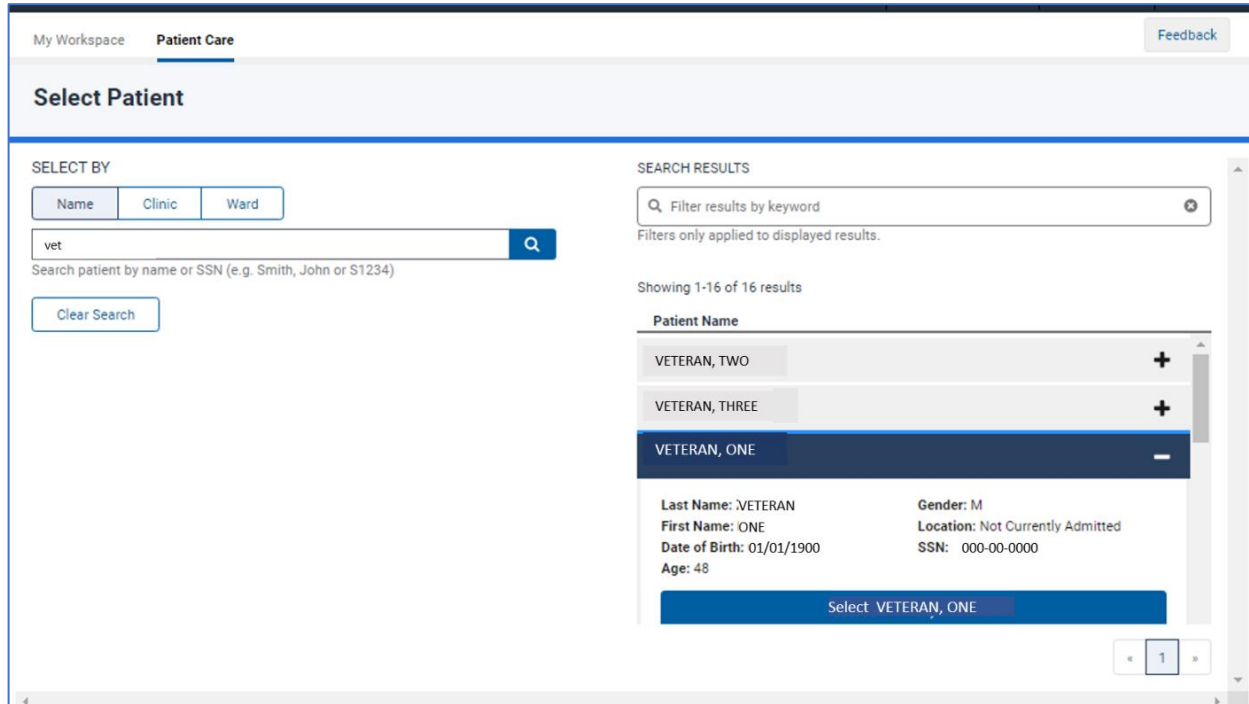 My Workspace Patient Care Feedback
Select Patient
SELECT BY
Name Clinic Ward
vet
Search patient by name or SSN (e.g. Smith, John or S1234)
Clear Search
SEARCH RESULTS
Filter results by keyword
Filters only applied to displayed results.
Showing 1-16 of 16 results
Patient Name
VETERAN, TWO
VETERAN, THREE
VETERAN, ONE
Last Name: VETERAN Gender: M
First Name: ONE Location: Not Currently Admitted
Date of Birth: 01/01/1900 SSN: 000-00-0000
Age: 48
Select VETERAN, ONE
« 1 »